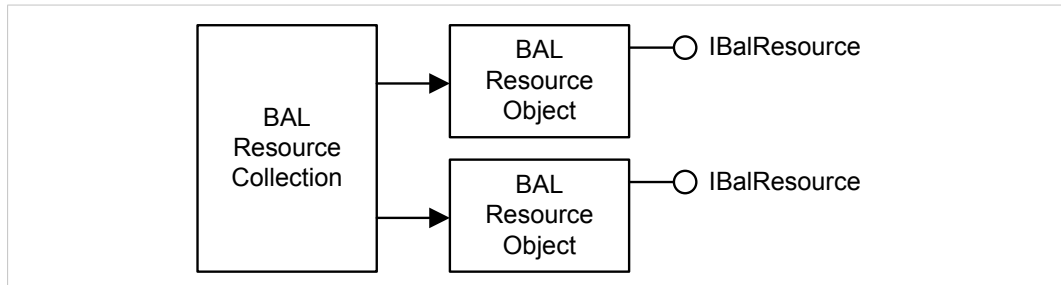 BAL
Resource
Collection
BAL
Resource
Object
IBalResource
BAL
Resource
Object
IBalResource